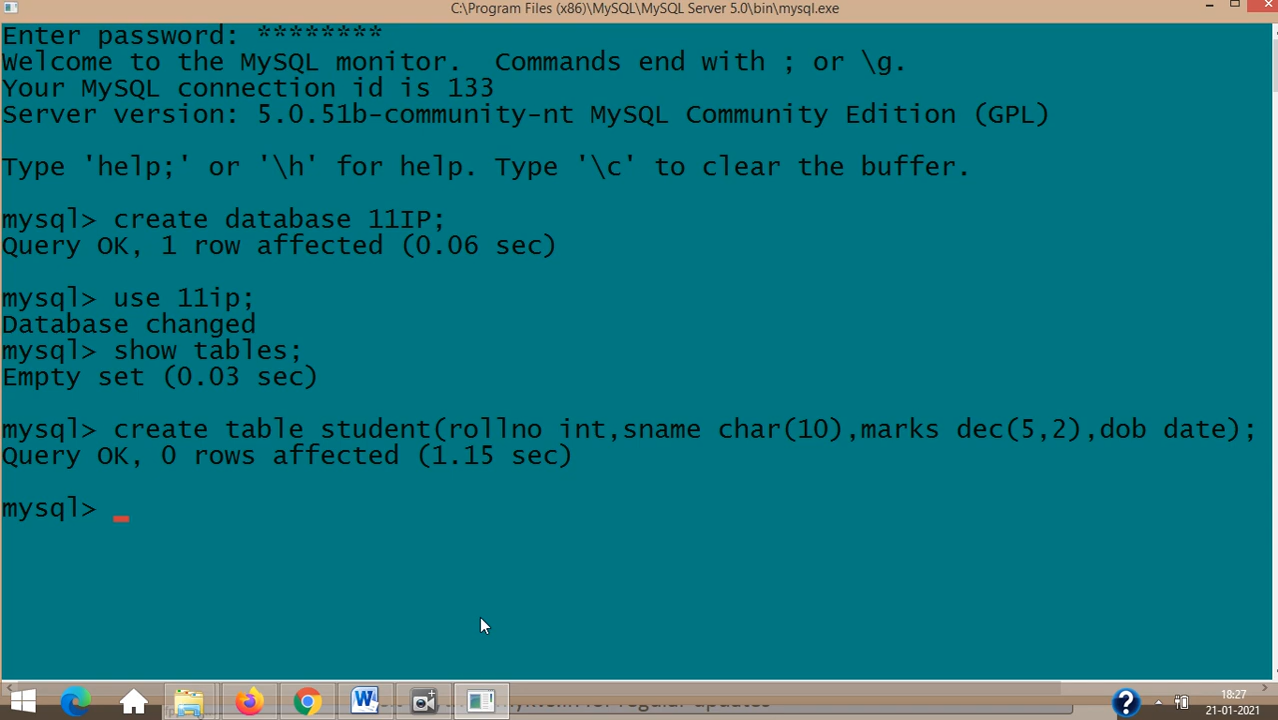 C:\Program Files (x86)\MySQL\MySQL Server 5.0\bin\mysql.exe
Enter password: ********
Welcome to the MySQL monitor.  Commands end with ; or \g.
Your MySQL connection id is 133
Server version: 5.0.51b-community-nt MySQL Community Edition (GPL)
Type 'help;' or '\h' for help. Type '\c' to clear the buffer.
mysql> create database 11IP;
Query OK, 1 row affected (0.06 sec)
mysql> use 11ip;
Database changed
mysql> show tables;
Empty set (0.03 sec)
mysql> create table student(rollno int,sname char(10),marks dec(5,2),dob date);
Query OK, 0 rows affected (1.15 sec)
mysql>
for regular updates
18:27
21-01-2021